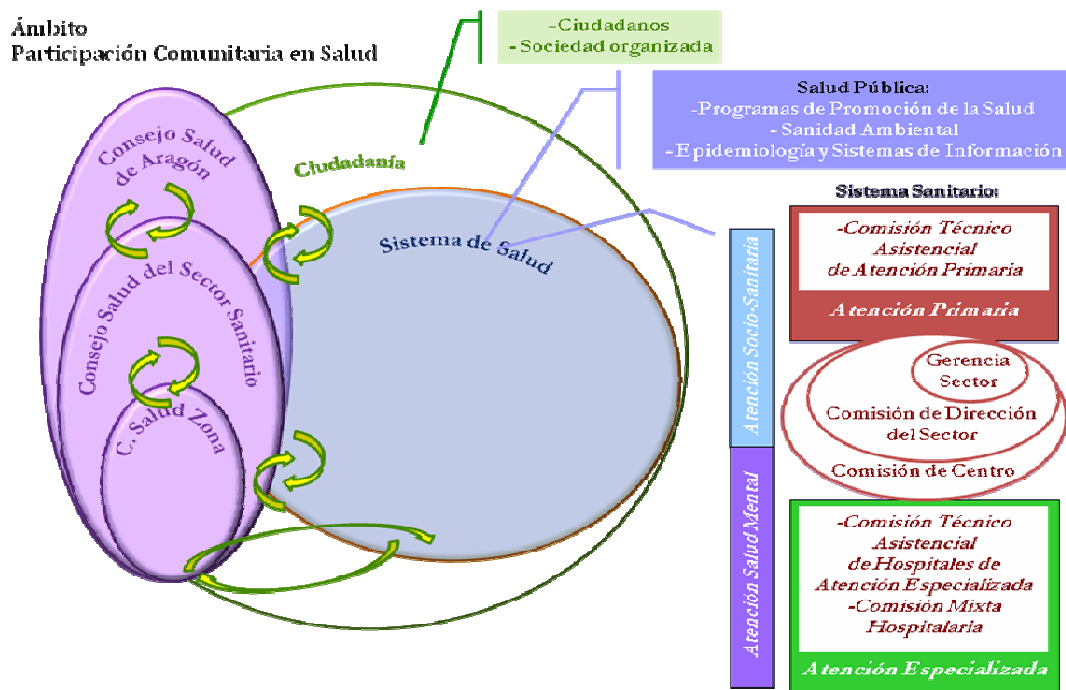 Ámbito
Participación Comunitaria en Salud
-Ciudadanos
- Sociedad organizada
Salud Pública:
-Programas de Promoción de la Salud
- Sanidad Ambiental
-Epidemiología y Sistemas de Información
Consejo Salud
de Aragón
Ciudadanía
Sistema de Salud
Consejo Salud del Sector Sanitario
C. Salud Zona
Sistema Sanitario:
Atención Socio-Sanitaria
Atención Salud Mental
-Comisión Técnico
Asistencial
de Atención Primaria
Atención Primaria
Gerencia
Sector
Comisión de Dirección
del Sector
Comisión de Centro
-Comisión Técnico
Asistencial
de Hospitales de
Atención Especializada
-Comisión Mixta
Hospitalaria
Atención Especializada